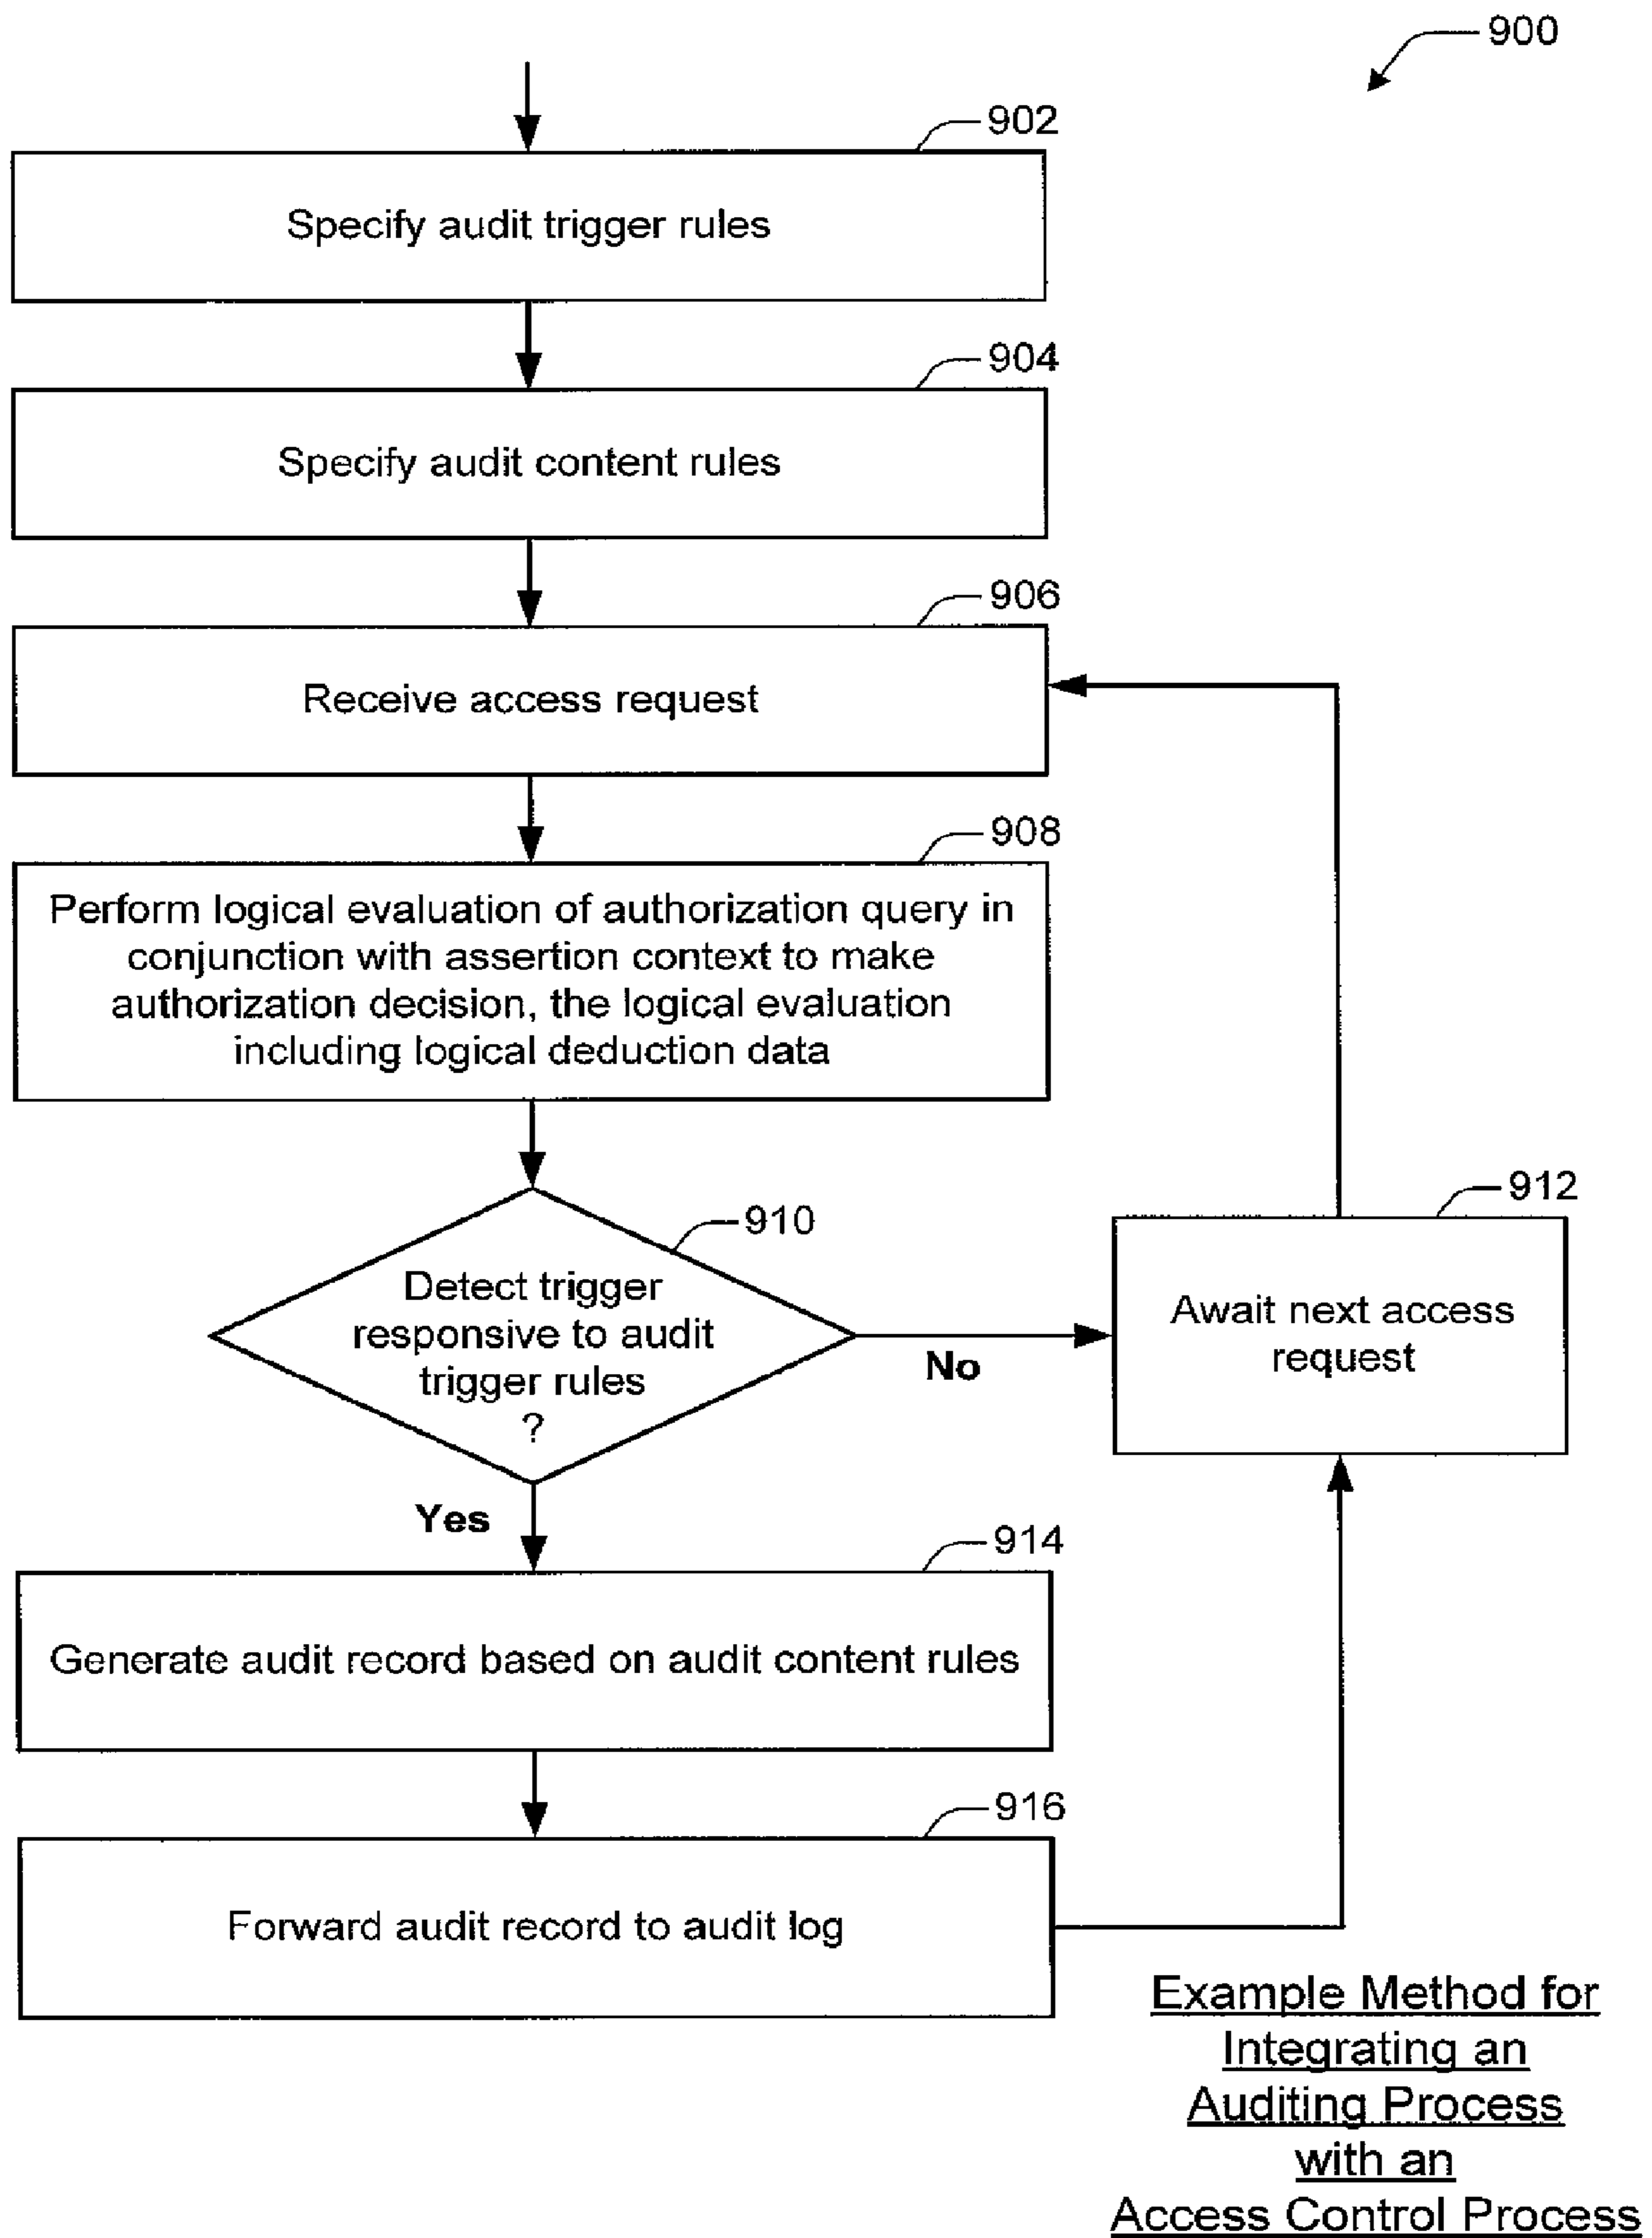 900
902
Specify audit trigger rules
904
Specify audit content rules
906
Receive access request
908
Perform logical evaluation of authorization query in
conjunction with assertion context to make
authorization decision, the logical evaluation
including logical deduction data
910
Detect trigger
responsive to audit
trigger rules
?
No
912
Await next access
request
Yes
914
Generate audit record based on audit content rules
916
Forward audit record to audit log
Example Method for
Integrating an
Auditing Process
with an
Access Control Process